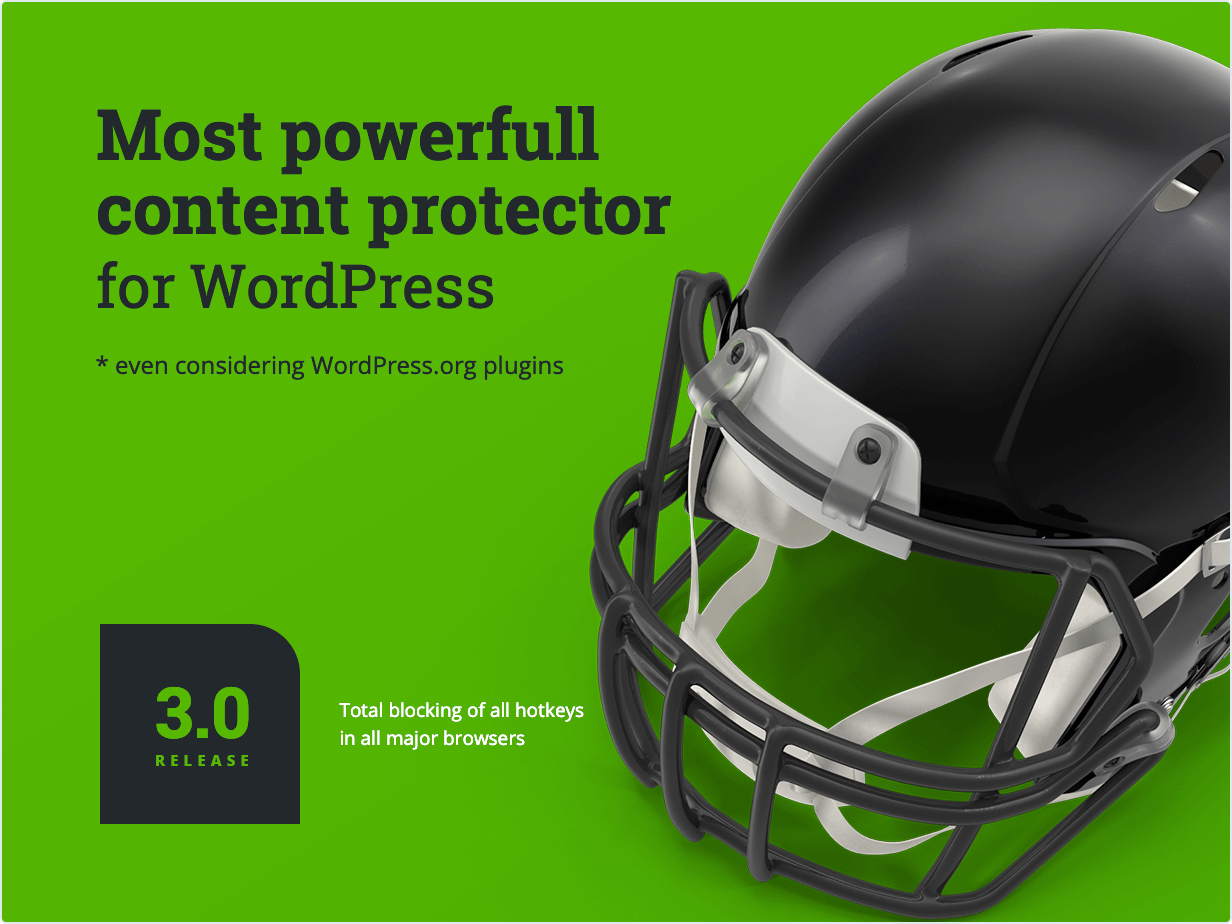 Most powerfull
content protector
for WordPress
* even considering WordPress.org plugins
3.0
RELEASE
Total blocking of all hotkeys
in all major browsers